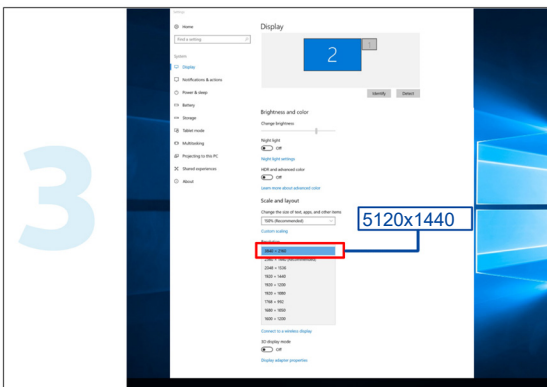 3
Home
Display
Find a setting
2
1
System
Display
Notifications & actions
Power & sleep
Identify
Detect
Battery
Brightness and color
Storage
Change brightness
Tablet mode
Multitasking
Night light
Off
Projecting to this PC
Night light settings
Shared experiences
HDR and advanced color
Off
About
Learn more about advanced color
Scale and layout
Change the size of text, apps, and other items
100% (Recommended)
5120x1440
Custom scaling
2048 × 1536
1920 × 1440
1920 × 1200
1920 × 1080
1768 × 992
1680 × 1050
1600 × 1200
Connect to a wireless display
3D display mode
Off
Display adapter properties